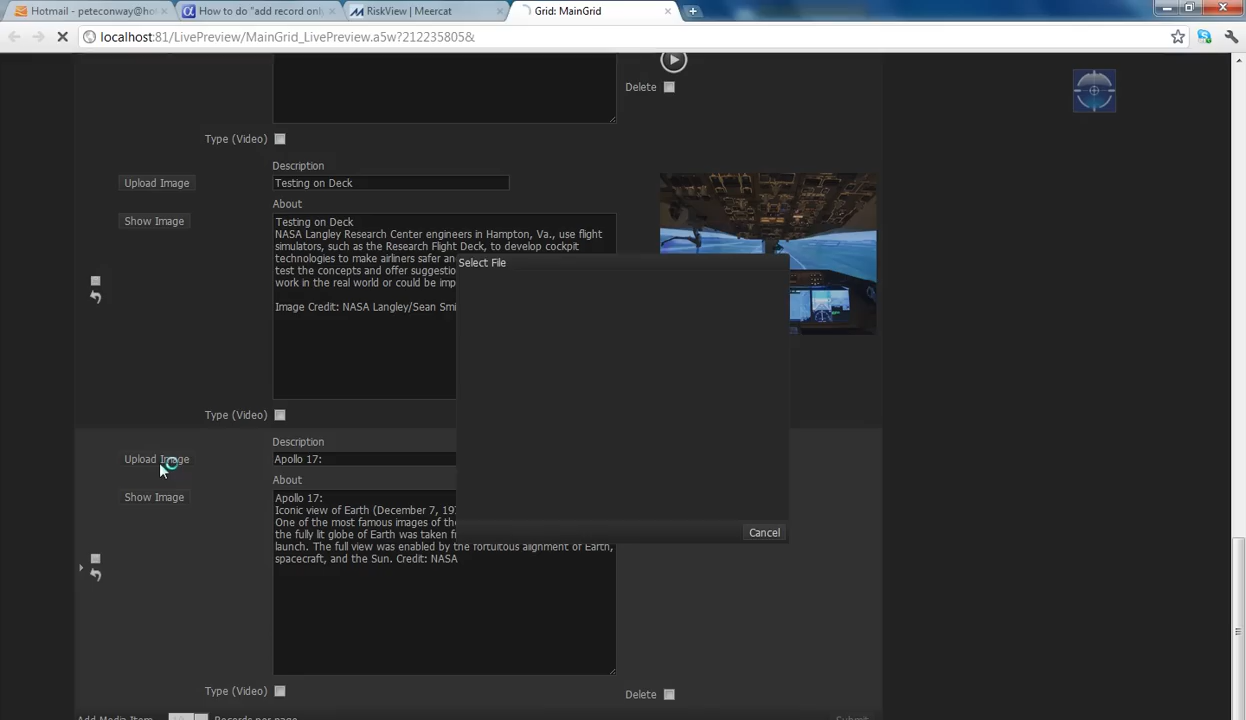 Hotmail - peteconway@ho
How to do "add record onl
RiskView | Meercat
Grid: MainGrid
localhost:81/LivePreview/MainGrid_LivePreview.a5w?212235805&
Delete
Type (Video)
Description
Upload Image
Testing on Deck
About
Show Image
Testing on Deck
NASA Langley Research Center engineers in Hampton, Va., use flight
simulators, such as the Research Flight Deck, to develop cockpit
technologies to make airliners safer an
test the concepts and offer suggestio
work in the real world or could be imp
Image Credit: NASA Langley/Sean Smi
Select File
Type (Video)
Description
Upload Image
Apollo 17:
About
Show Image
Apollo 17:
Iconic view of Earth (December 7, 197
One of the most famous images of the
the fully lit globe of Earth was taken f
launch. The full view was enabled by the fortuitous alignment of Earth,
spacecraft, and the Sun. Credit: NASA
Cancel
Type (Video)
Delete
Add Media Item
Records per page
Submit